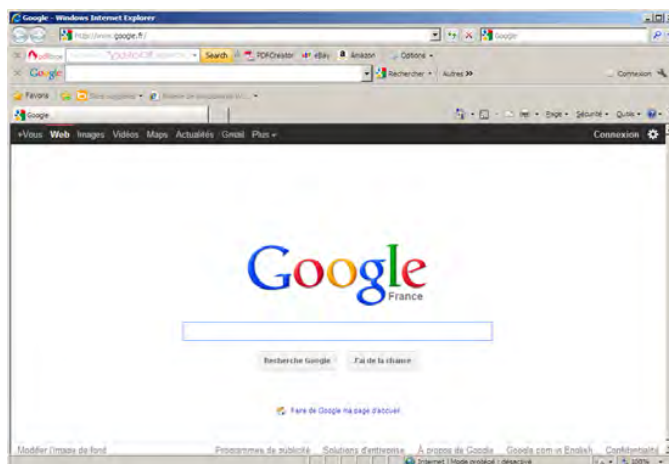 Google - Windows Internet Explorer
http://www.google.fr/ Google
Search PDFCreator eBay Amazon Options
Google Rechercher Autres » Connexion
Favoris
Google Page Sécurité Outils
+Vous Web Images Vidéos Maps Actualités Gmail Plus Connexion
Google
France
Recherche Google J'ai de la chance
Faire de Google ma page d'accueil
Modifier l'image de fond Programmes de publicité Solutions d'entreprise À propos de Google Google.com in English Confidentialité
Internet | Mode protégé : désactivé 100%